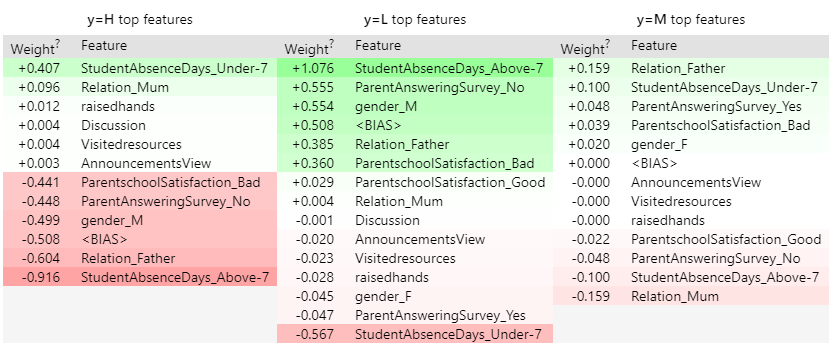 y=H top features y=L top features y=M top features
Weight? Feature Weight? Feature Weight? Feature
+0.407 StudentAbsenceDays_Under-7 +1.076 StudentAbsenceDays_Above-7 +0.159 Relation_Father
+0.096 Relation_Mum +0.555 ParentAnsweringSurvey_No +0.100 StudentAbsenceDays_Under-7
+0.012 raisedhands +0.554 gender_M +0.048 ParentAnsweringSurvey_Yes
+0.004 Discussion +0.508 <BIAS> +0.039 ParentschoolSatisfaction_Bad
+0.004 Visitedresources +0.385 Relation_Father +0.020 gender_F
+0.003 AnnouncementsView +0.360 ParentschoolSatisfaction_Bad +0.000 <BIAS>
-0.441 ParentschoolSatisfaction_Bad +0.029 ParentschoolSatisfaction_Good -0.000 AnnouncementsView
-0.448 ParentAnsweringSurvey_No +0.004 Relation_Mum -0.000 Visitedresources
-0.499 gender_M -0.001 Discussion -0.000 raisedhands
-0.508 <BIAS> -0.020 AnnouncementsView -0.022 ParentschoolSatisfaction_Good
-0.604 Relation_Father -0.023 Visitedresources -0.048 ParentAnsweringSurvey_No
-0.916 StudentAbsenceDays_Above-7 -0.028 raisedhands -0.100 StudentAbsenceDays_Above-7
-0.045 gender_F -0.159 Relation_Mum
-0.047 ParentAnsweringSurvey_Yes
-0.567 StudentAbsenceDays_Under-7